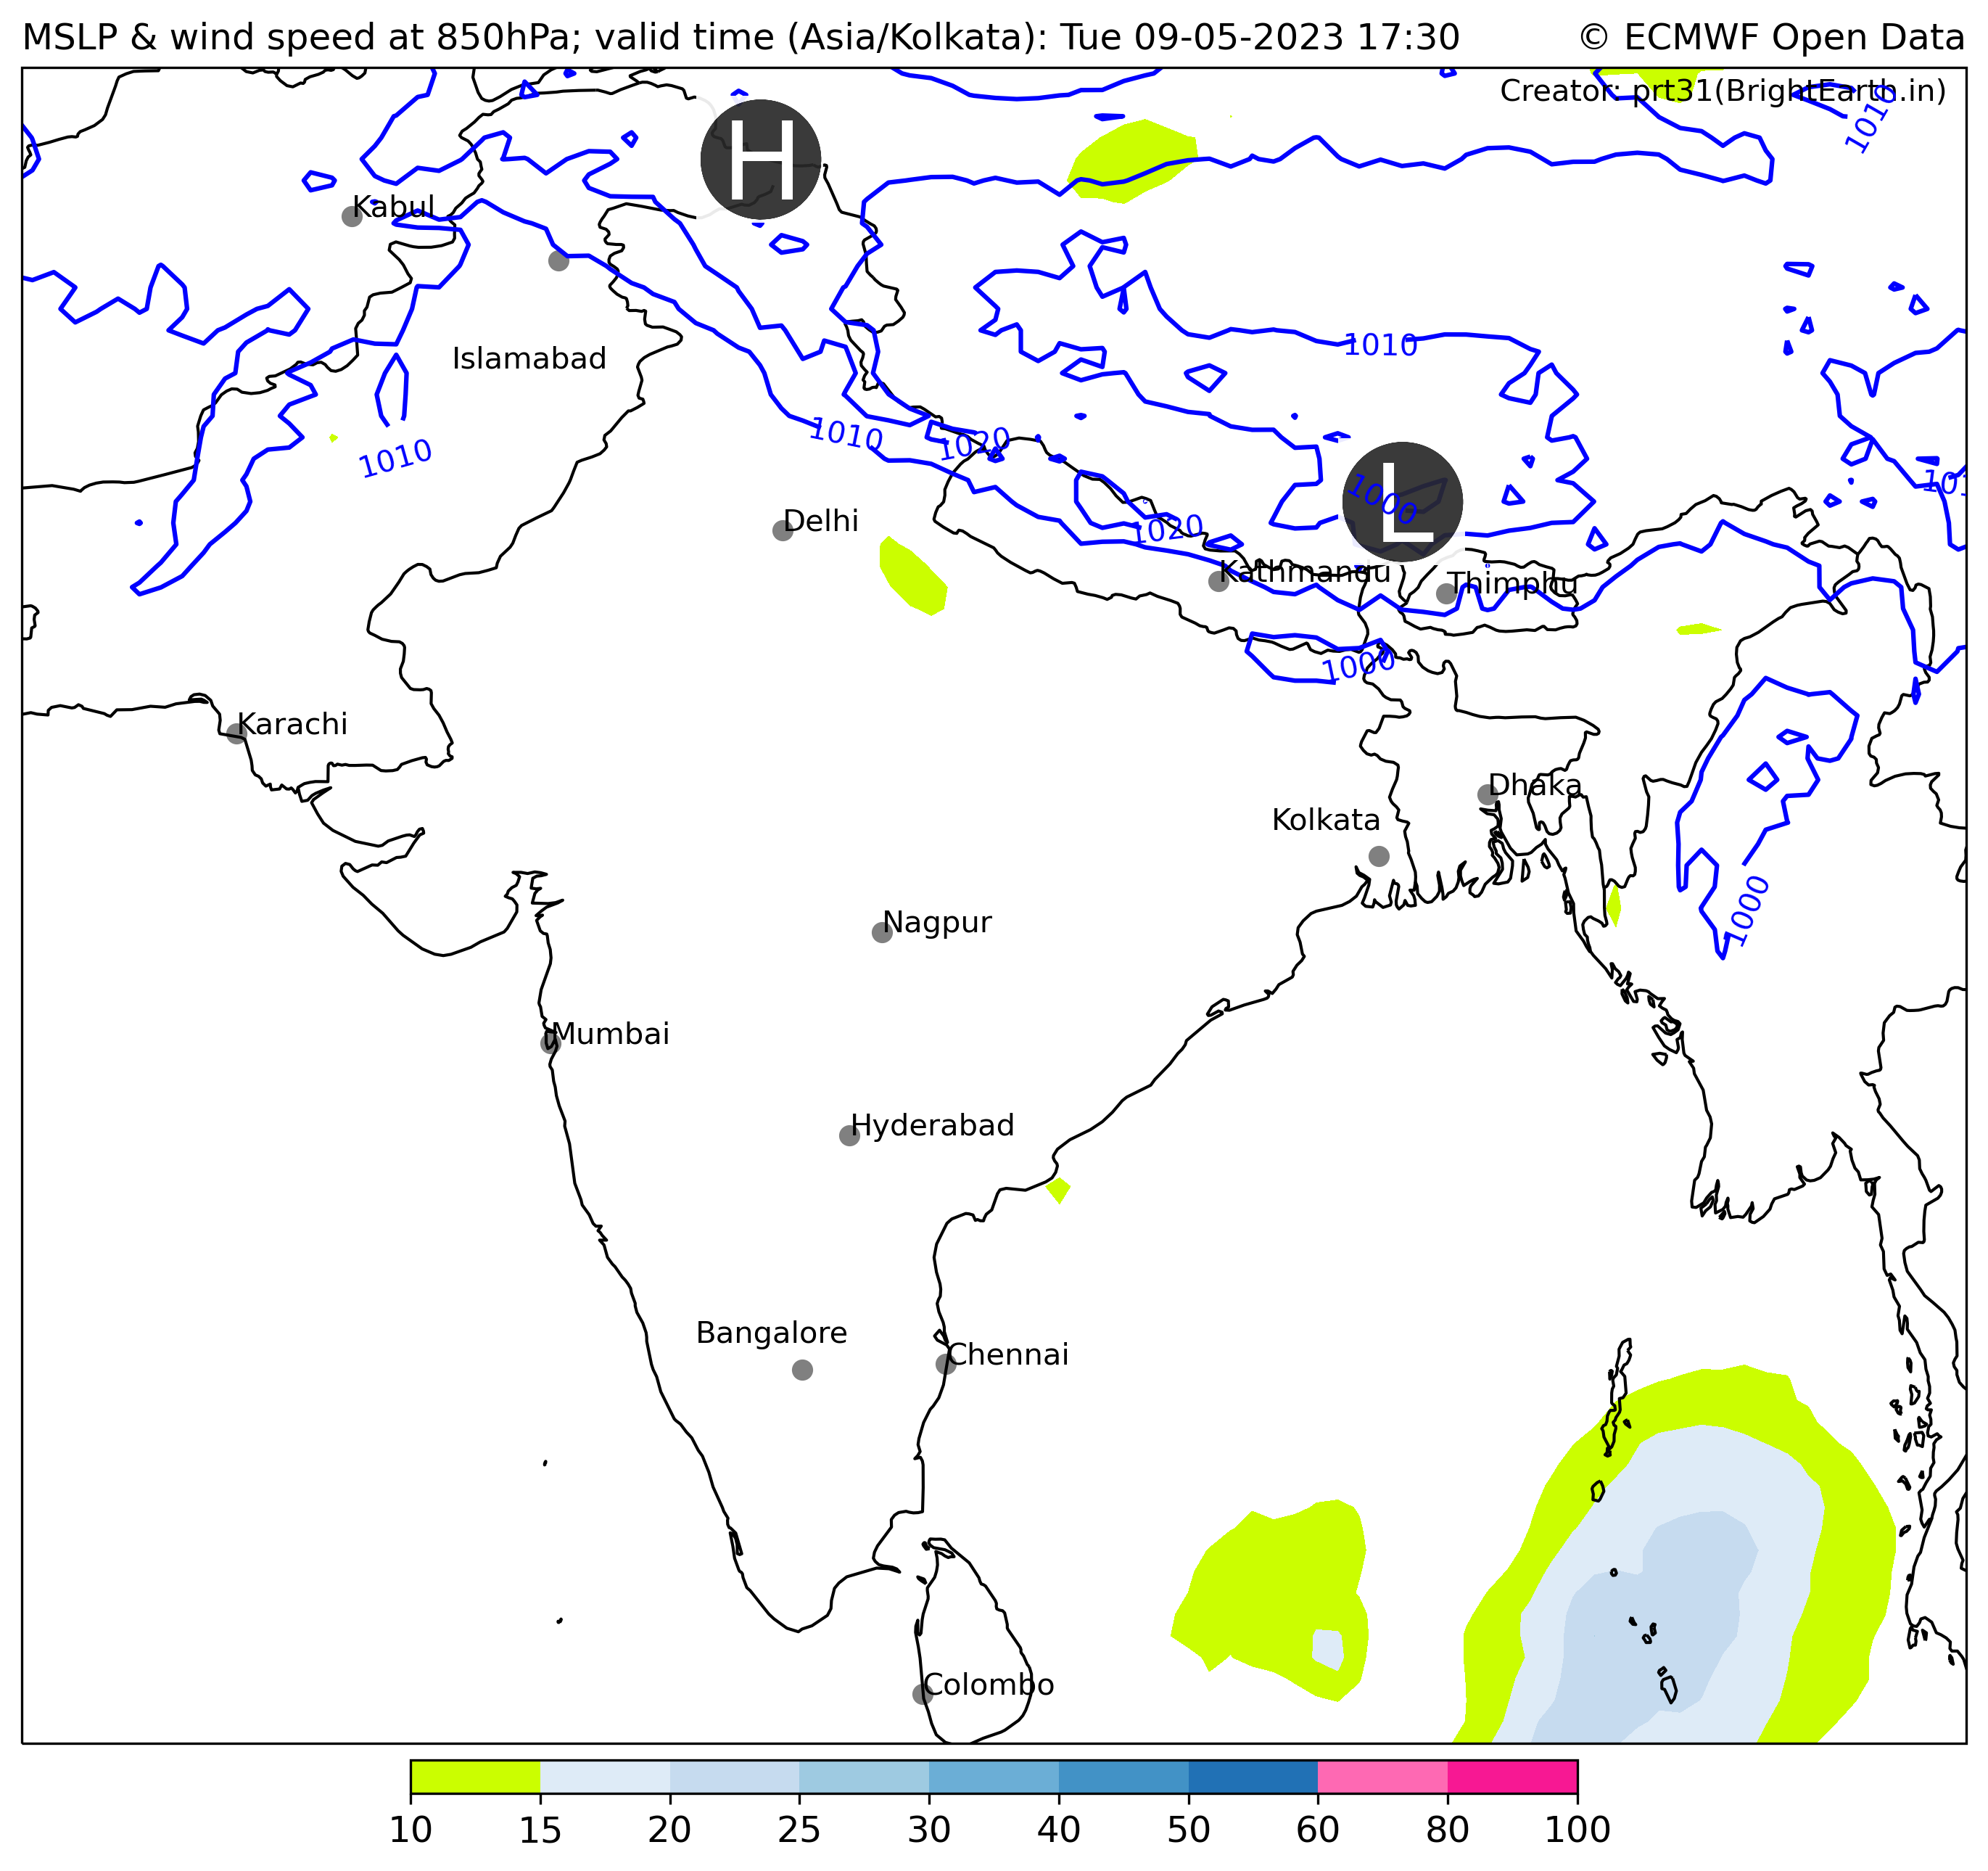 MSLP & wind speed at 850hPa; valid time (Asia/Kolkata): Tue 09-05-2023 17:30
© ECMWF Open Data
Creator: prt31(BrightEarth.in)
1010
H
Kabul
1010
Islamabad
1010
1010
1020
1000
L
Delhi
1020
Kathmandu
Thimphu
1000
Karachi
Dhaka
Kolkata
1000
Nagpur
Mumbai
Hyderabad
Bangalore
Chennai
Colombo
10 15 20 25 30 40 50 60 80 100